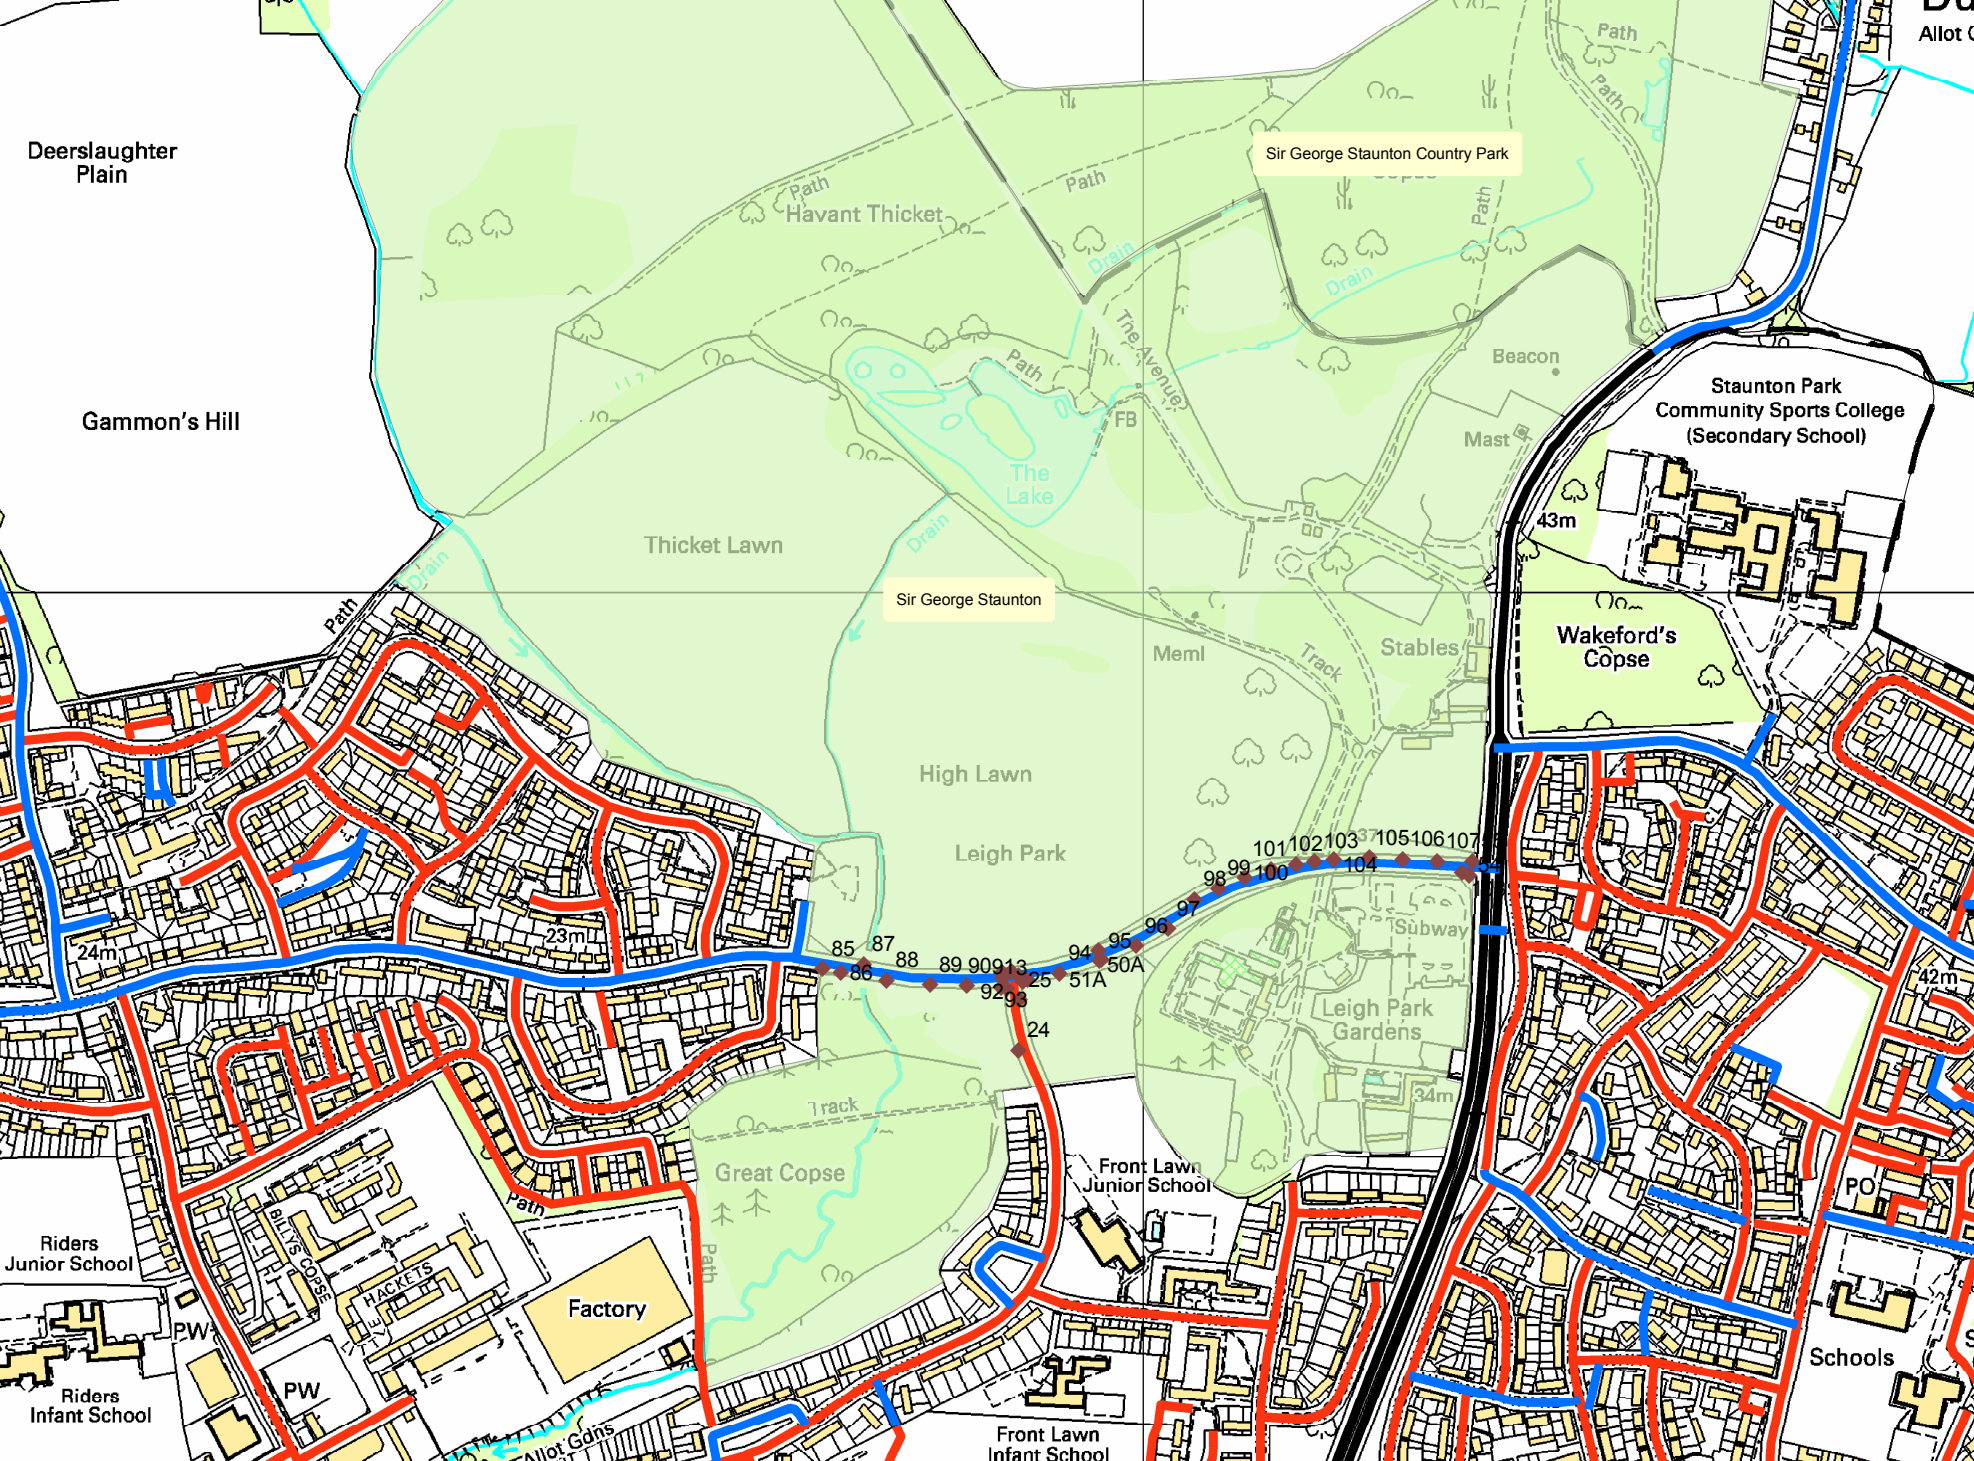 Allot G
Path
Path
Deerslaughter
Plain
Sir George Staunton Country Park
Path
Path
Path
Havant Thicket
Drain
Drain
The Avenue
Path
Beacon
Staunton Park
Community Sports College
(Secondary School)
Gammon's Hill
FB
Mast
The
Lake
43m
Thicket Lawn
Drain
Drain
Sir George Staunton
Path
Wakeford's
Copse
Meml
Track
Stables
High Lawn
Leigh Park
101
102
103
37
105
106
107
99
100
104
98
97
Subway
96
23m
24m
85
87
86
88
89
90
91
13
92
93
25
94
95
50A
51A
24
42m
Leigh Park
Gardens
34m
Track
Great Copse
Front Lawn
Junior School
PO
Path
Path
BILLYS COPSE
HACKETS
Riders
Junior School
Factory
PW
PW
Schools
Riders
Infant School
Allot Gdns
Front Lawn
Infant School